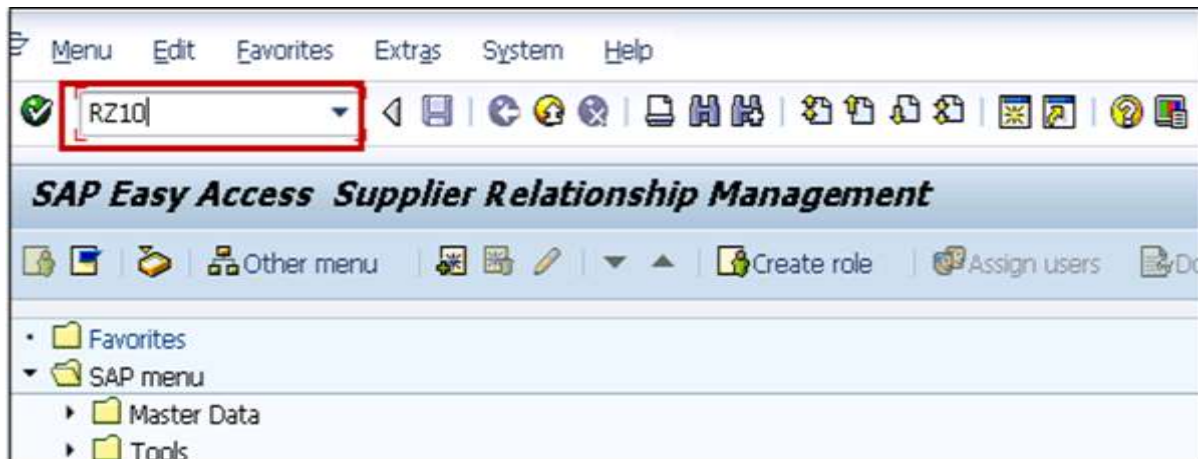 Menu Edit Favorites Extras System Help
RZ10
SAP Easy Access Supplier Relationship Management
Other menu Create role Assign users
Favorites
SAP menu
Master Data
Tools